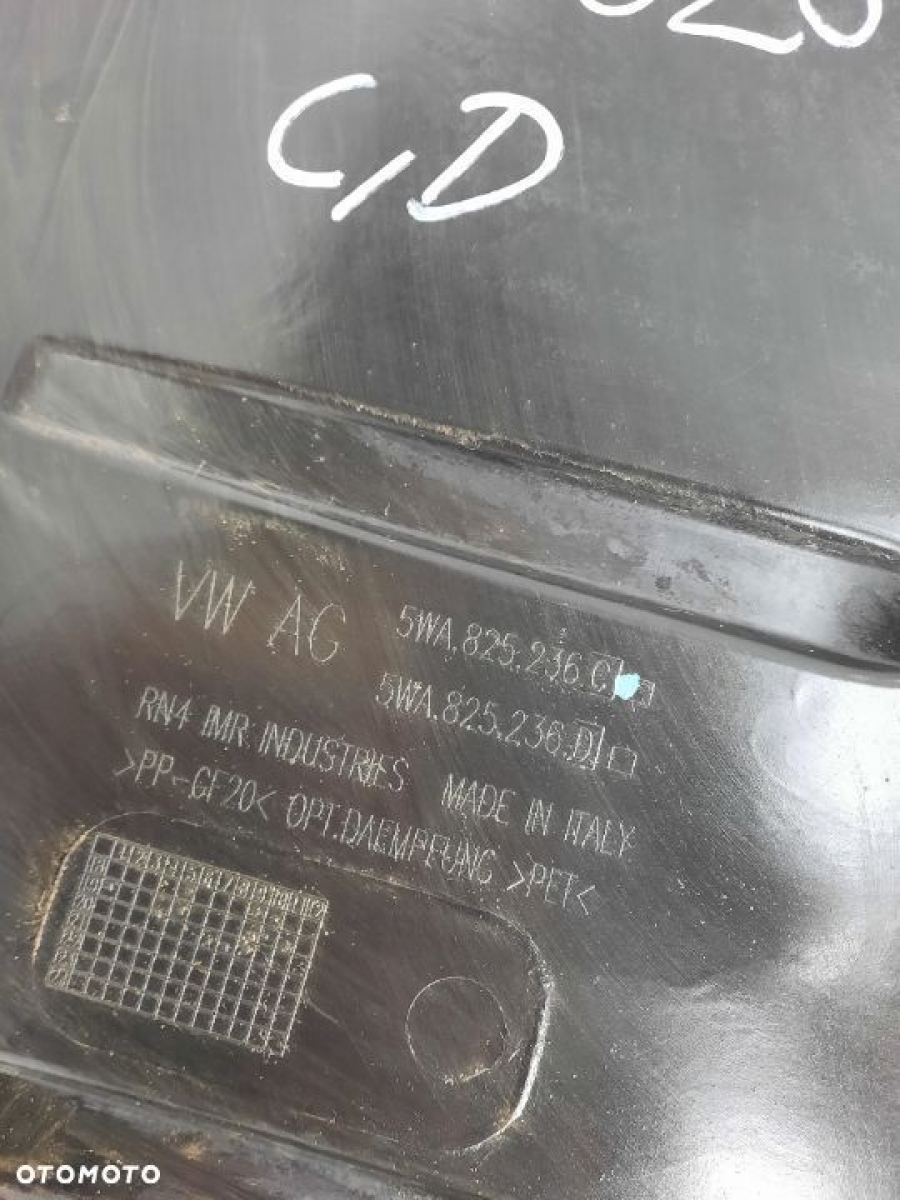 C,D
VW AG
5WA.825.236.C
5WA.825.236.D
RN4 IMR INDUSTRIES MADE IN ITALY
>PP-GF20< OPT.DAEMPFUNG >PET<
OTOMOTO